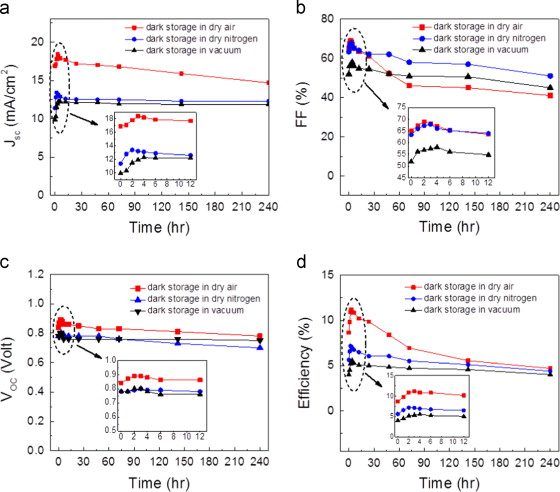 a
dark storage in dry air
dark storage in dry nitrogen
dark storage in vacuum
Jsc (mA/cm²)
25
20
15
10
5
0
18
16
14
12
10
0 2 4 6 8 10 12
0 30 60 90 120 150 180 210 240
Time (hr)
b
dark storage in dry air
dark storage in dry nitrogen
dark storage in vacuum
FF (%)
100
90
80
70
60
50
40
30
20
10
0
75
70
65
60
55
50
45
0 2 4 6 8 10 12
0 30 60 90 120 150 180 210 240
Time (hr)
c
dark storage in dry air
dark storage in dry nitrogen
dark storage in vacuum
VOC (Volt)
1.2
1.0
0.8
0.6
0.4
0.2
0.0
1.0
0.9
0.8
0.7
0.6
0.5
0 2 4 6 8 10 12
0 30 60 90 120 150 180 210 240
Time (hr)
d
dark storage in dry air
dark storage in dry nitrogen
dark storage in vacuum
Efficiency (%)
15
10
5
0
15
10
5
0
0 2 4 6 8 10 12
0 30 60 90 120 150 180 210 240
Time (hr)